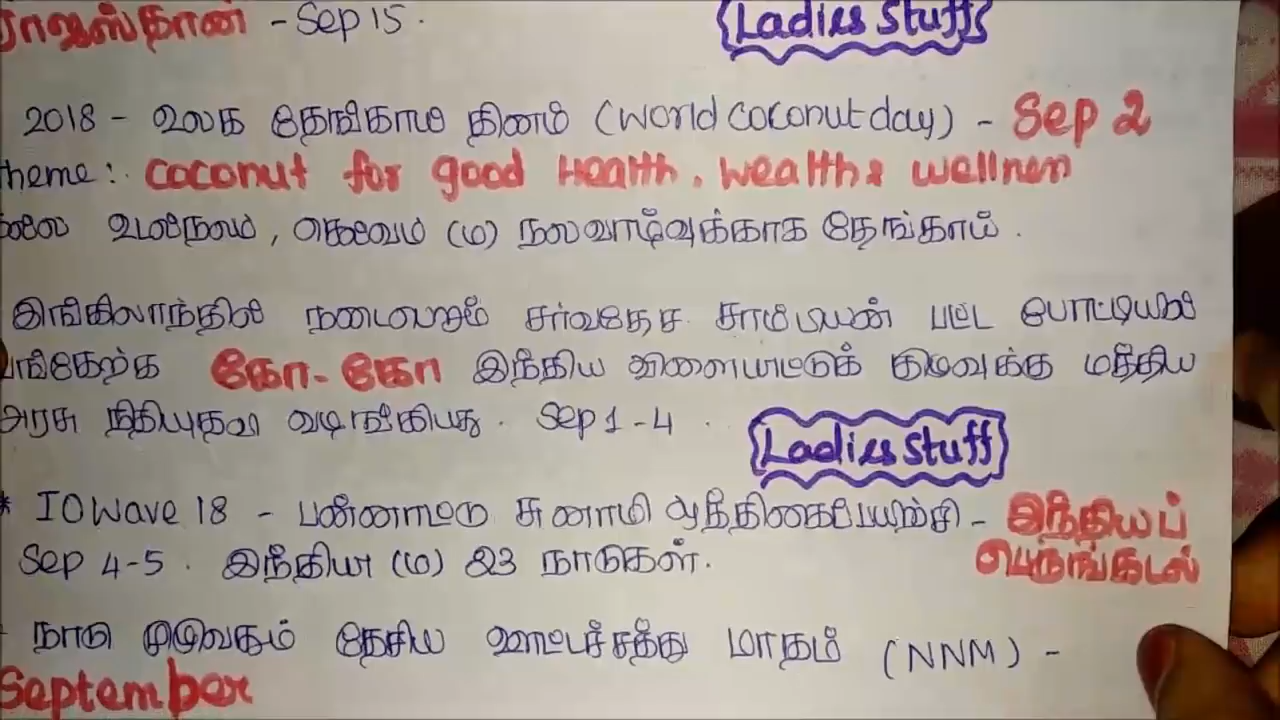 ராஜஸ்தான் - Sep 15.
Ladies Stuff
2018 - உலக தேங்காய் தினம் (World coconut day) - Sep 2
heme: coconut for good Health, Wealth & wellness
உடல்நலம், செல்வம் (ம) நலவாழ்வுக்காக தேங்காய்.
இங்கிலாந்தில் நடைபெறும் சர்வதேச சாம்பியன் பட்ட போட்டியில்
பங்கேற்க கோ-கோ இந்திய விளையாட்டுக் குழுவுக்கு மத்திய
அரசு நிதியுதவி வழங்கியது. Sep 1-4.
Ladies Stuff
* IOWave 18 - பன்னாட்டு சுனாமி ஒத்திகைபயிற்சி - இந்தியப்
Sep 4-5. இந்தியா (ம) 23 நாடுகள். பெருங்கடல்
நாடு முழுவதும் தேசிய ஊட்டச்சத்து மாதம் (NNM) -
September